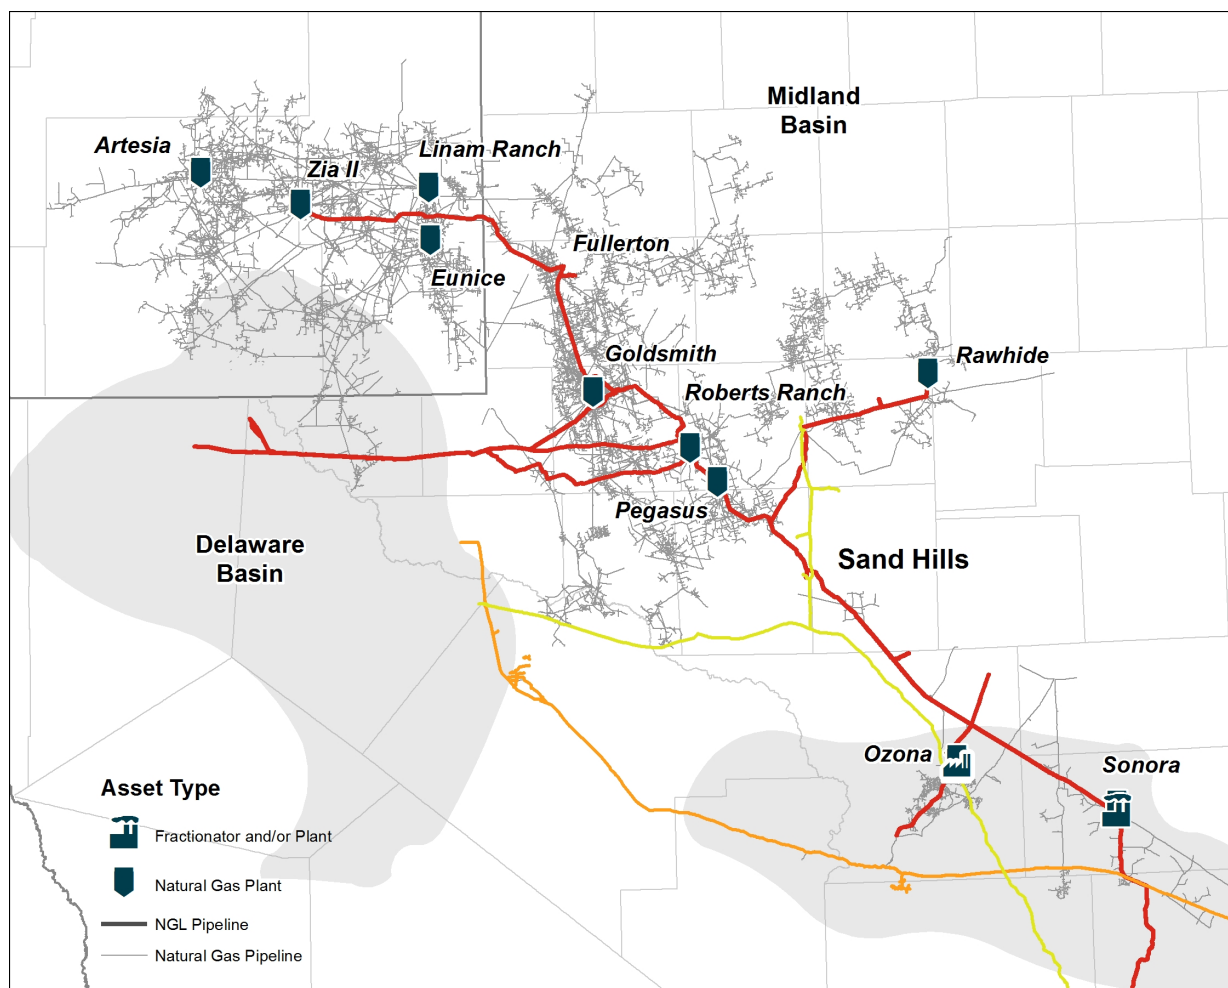 Midland
Basin
Artesia
Zia II
Linam Ranch
Eunice
Fullerton
Goldsmith
Roberts Ranch
Rawhide
Pegasus
Delaware
Basin
Sand Hills
Ozona
Sonora
Asset Type
Fractionator and/or Plant
Natural Gas Plant
NGL Pipeline
Natural Gas Pipeline